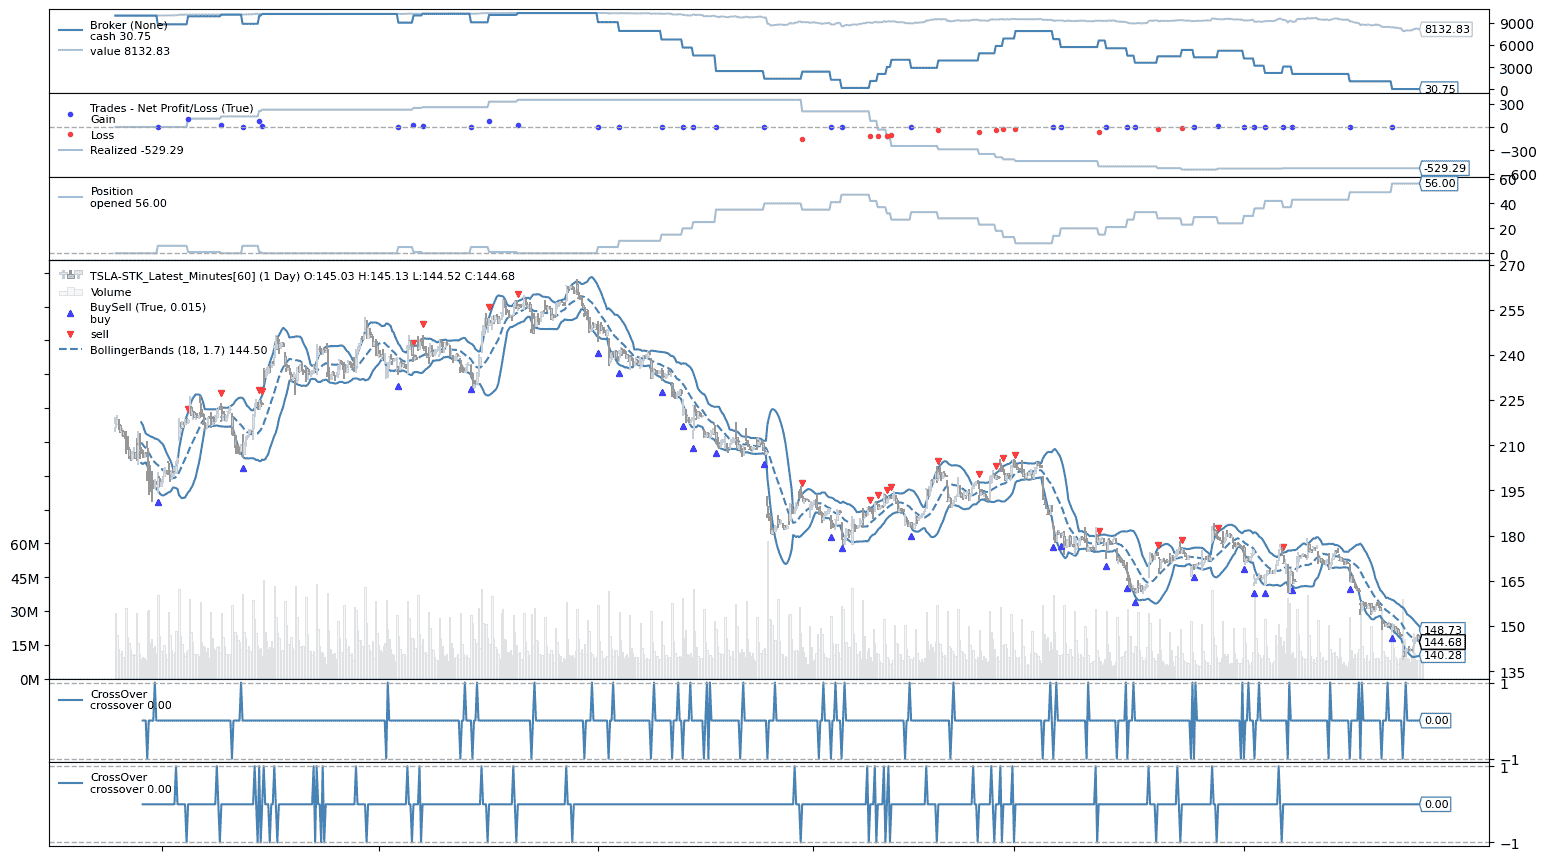 Broker (None)
cash 30.75
value 8132.83
9000
6000
3000
0
8132.83
30.75
Trades - Net Profit/Loss (True)
Gain
Loss
Realized -529.29
300
0
−300
−600
-529.29
Position
opened 56.00
60
40
20
0
56.00
TSLA-STK_Latest_Minutes[60] (1 Day) O:145.03 H:145.13 L:144.52 C:144.68
Volume
BuySell (True, 0.015)
buy
sell
BollingerBands (18, 1.7) 144.50
270
255
240
225
210
195
180
165
150
135
60M
45M
30M
15M
0M
148.73
144.68
140.28
CrossOver
crossover 0.00
1
−1
0.00
CrossOver
crossover 0.00
1
−1
0.00